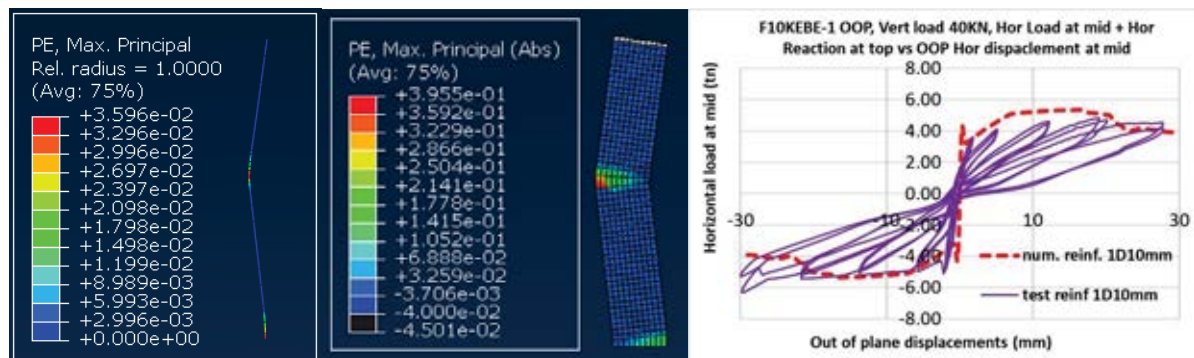 PE, Max. Principal
Rel. radius = 1.0000
(Avg: 75%)
+3.596e-02
+3.296e-02
+2.996e-02
+2.697e-02
+2.397e-02
+2.098e-02
+1.798e-02
+1.498e-02
+1.199e-02
+8.989e-03
+5.993e-03
+2.996e-03
+0.000e+00
PE, Max. Principal (Abs)
(Avg: 75%)
+3.955e-01
+3.592e-01
+3.229e-01
+2.866e-01
+2.504e-01
+2.141e-01
+1.778e-01
+1.415e-01
+1.052e-01
+6.888e-02
+3.259e-02
-3.706e-03
-4.000e-02
-4.501e-02
F10KEBE-1 OOP, Vert load 40KN, Hor Load at mid + Hor
Reaction at top vs OOP Hor dispaclement at mid
Horizontal load at mid (tn)
8.00
6.00
4.00
2.00
0.00
-2.00
-4.00
-6.00
-8.00
-30
-10
10
30
num. reinf. 1D10mm
test reinf 1D10mm
Out of plane displacements (mm)